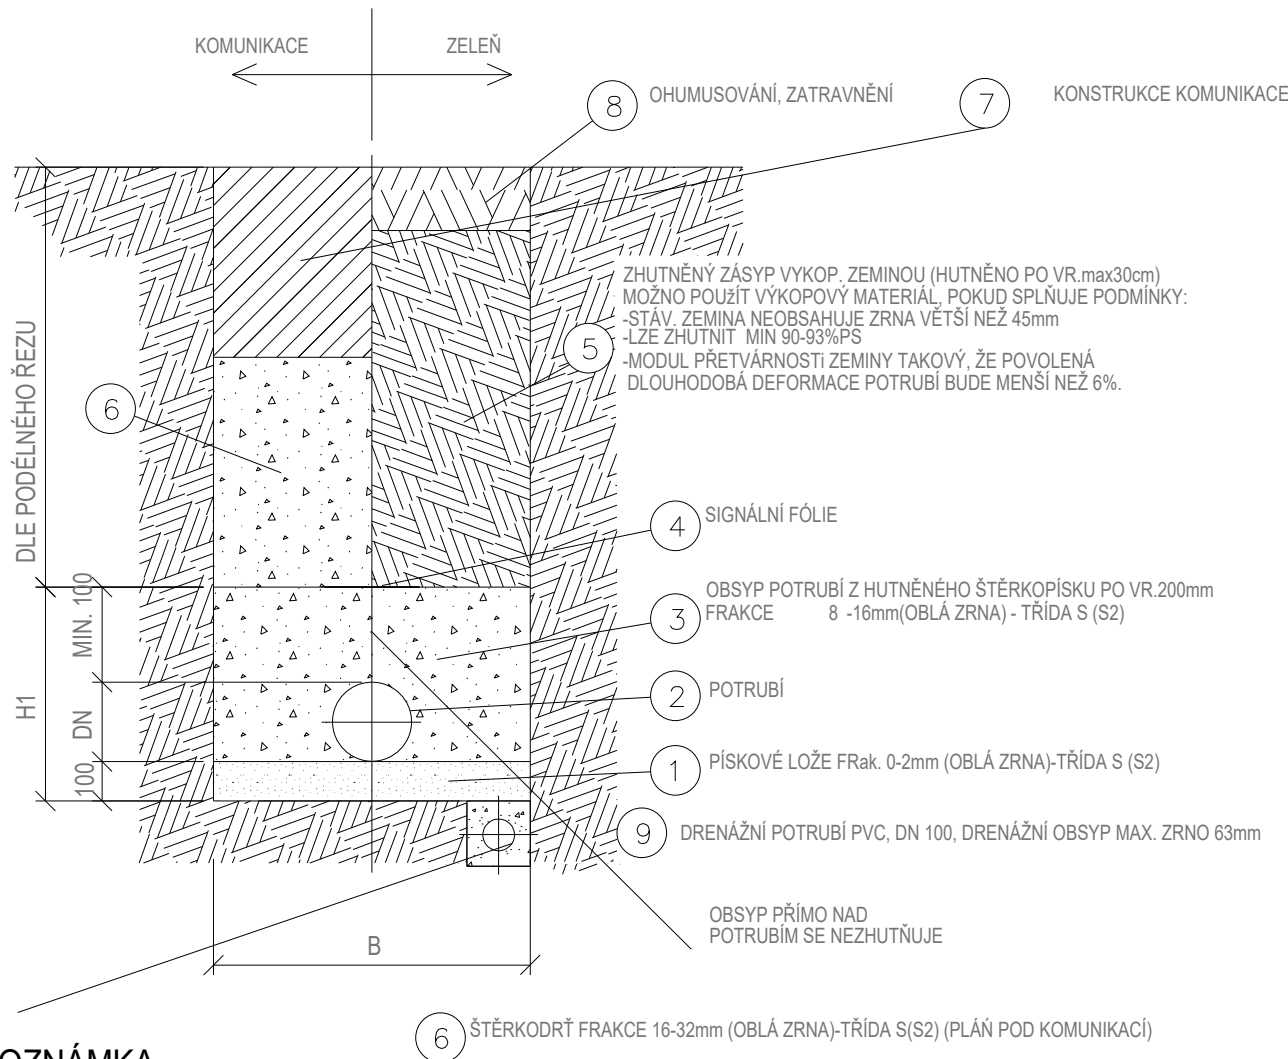 KOMUNIKACE
ZELEŇ
8 OHUMUSOVÁNÍ, ZATRAVNĚNÍ
7 KONSTRUKCE KOMUNIKACE
ZHUTNĚNÝ ZÁSYP VYKOP. ZEMINOU (HUTNĚNO PO VR.max30cm)
MOŽNO POUžÍT VÝKOPOVÝ MATERIÁL, POKUD SPLŇUJE PODMÍNKY:
-STÁV. ZEMINA NEOBSAHUJE ZRNA VĚTŠÍ NEŽ 45mm
5 -LZE ZHUTNIT MIN 90-93%PS
-MODUL PŘETVÁRNOSTi ZEMINY TAKOVÝ, ŽE POVOLENÁ
DLOUHODOBÁ DEFORMACE POTRUBÍ BUDE MENŠÍ NEŽ 6%.
6
DLE PODÉLNÉHO ŘEZU
4 SIGNÁLNÍ FÓLIE
OBSYP POTRUBÍ Z HUTNĚNÉHO ŠTĚRKOPÍSKU PO VR.200mm
3 FRAKCE 8 -16mm(OBLÁ ZRNA) - TŘÍDA S (S2)
MIN. 100
H1
DN
100
2 POTRUBÍ
1 PÍSKOVÉ LOŽE FRak. 0-2mm (OBLÁ ZRNA)-TŘÍDA S (S2)
9 DRENÁŽNÍ POTRUBÍ PVC, DN 100, DRENÁŽNÍ OBSYP MAX. ZRNO 63mm
OBSYP PŘÍMO NAD
POTRUBÍM SE NEZHUTŇUJE
B
6 ŠTĚRKODRŤ FRAKCE 16-32mm (OBLÁ ZRNA)-TŘÍDA S(S2) (PLÁŇ POD KOMUNIKACÍ)